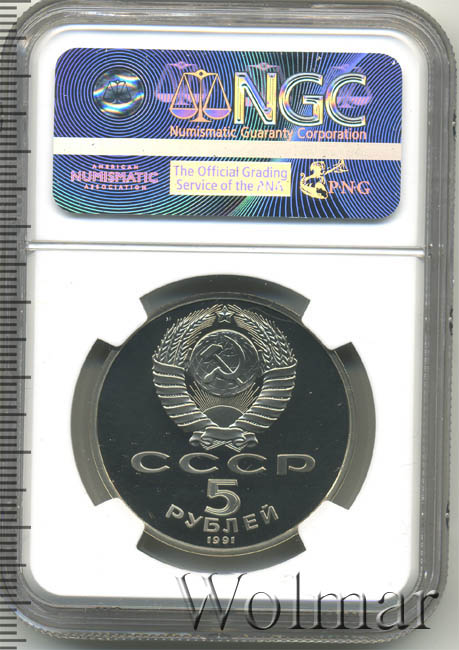 NGC
Numismatic Guaranty Corporation
AMERICAN
NUMISMATIC
ASSOCIATION
The Official Grading
Service of the PNG
PNG
СССР
5
РУБЛЕЙ
1991
Wolmar